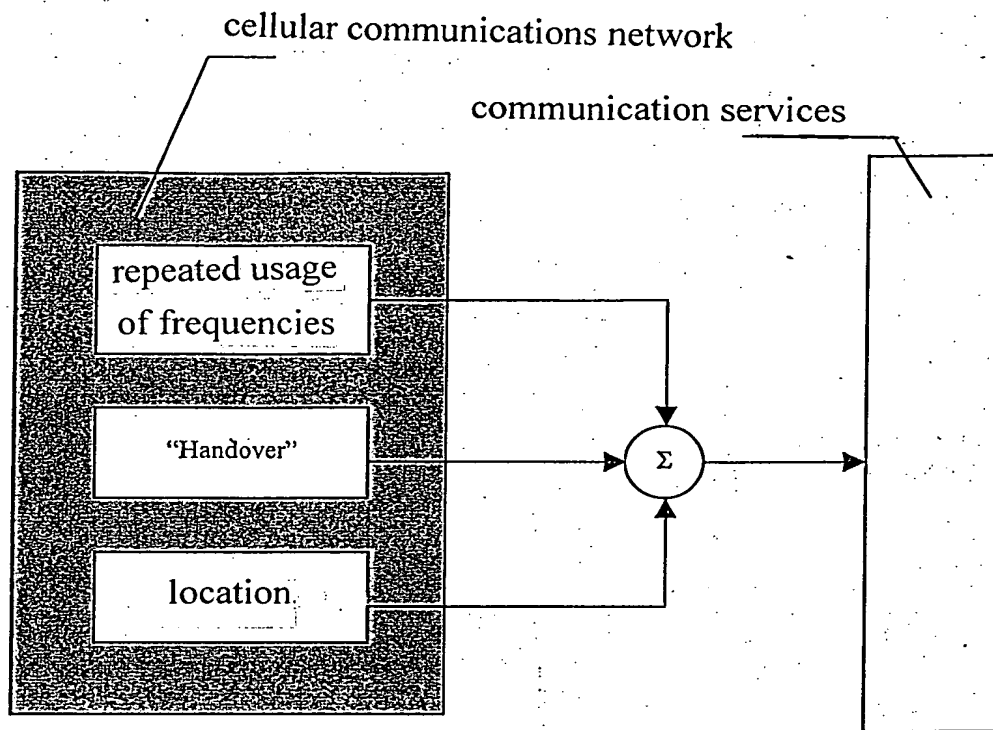 cellular communications network
communication services
repeated usage
of frequencies
“Handover”
Σ
location